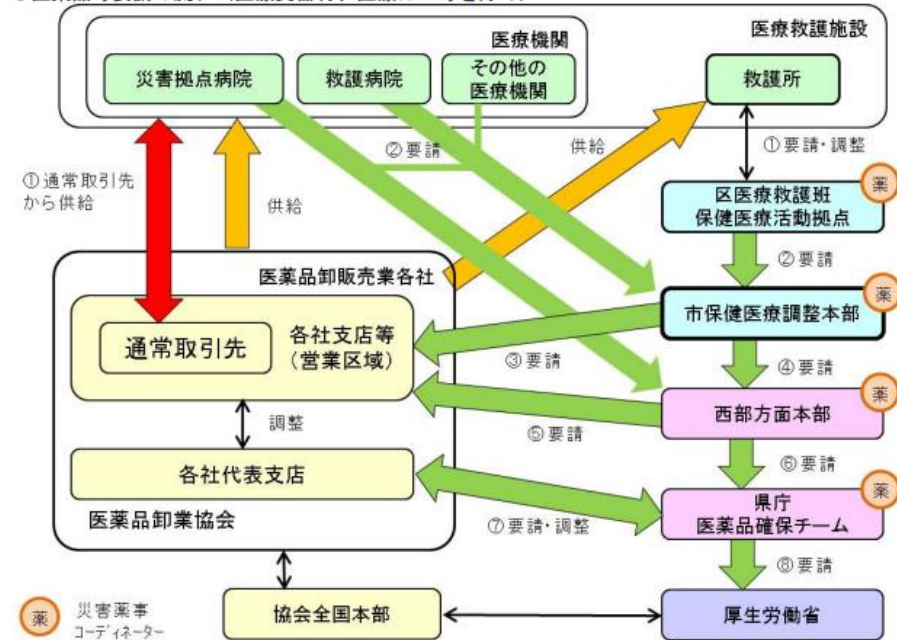 医療救護施設
医療機関
災害拠点病院
救護病院
その他の
医療機関
救護所
②要請
供給
①要請・調整
①通常取引先
から供給
供給
薬
区医療救護班
保健医療活動拠点
②要請
医薬品卸販売業各社
薬
市保健医療調整本部
通常取引先
各社支店等
(営業区域)
③要請
④要請
薬
西部方面本部
調整
⑤要請
⑥要請
各社代表支店
薬
県庁
医薬品確保チーム
医薬品卸業協会
⑦要請・調整
⑧要請
薬
災害薬事
コーディネーター
協会全国本部
厚生労働省